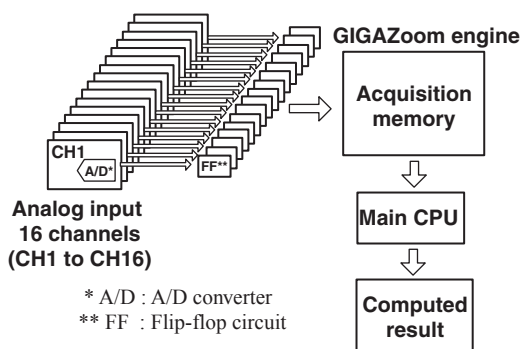 GIGAZoom engine
Acquisition
memory
CH1
A/D*
FF**
Analog input
16 channels
(CH1 to CH16)
Main CPU
Computed
result
* A/D : A/D converter
** FF : Flip-flop circuit